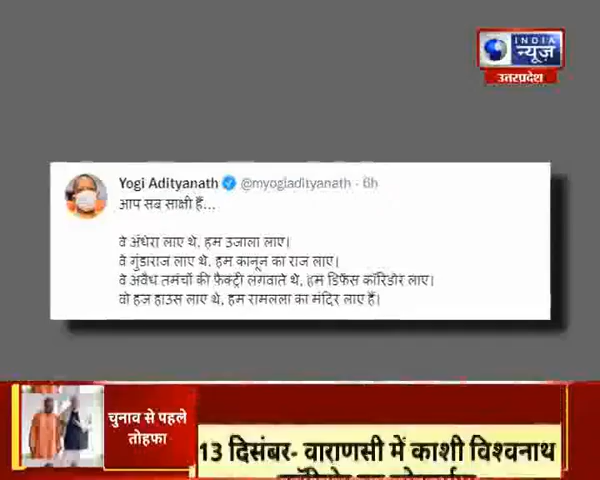 INDIA
न्यूज़
उत्तरप्रदेश
Yogi Adityanath @myogiadityanath · 6h
आप सब साक्षी हैं...
वे अंधेरा लाए थे, हम उजाला लाए।
वे गुंडाराज लाए थे, हम कानून का राज लाए।
वे अवैध तमंचों की फ़ैक्ट्री लगवाते थे, हम डिफेंस कॉरिडोर लाए।
वो हज हाउस लाए थे, हम रामलला का मंदिर लाए हैं।
चुनाव से पहले
तोहफा
13 दिसंबर- वाराणसी में काशी विश्वनाथ